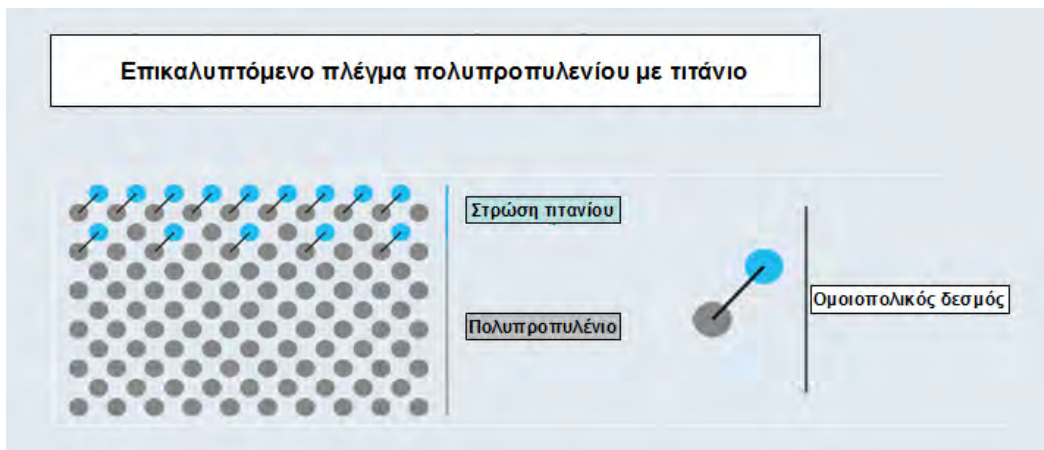 Επικαλυπτόμενο πλέγμα πολυπροπυλενίου με τιτάνιο
Στρώση τιτανίου
Πολυπροπυλένιο
Ομοιοπολικός δεσμός